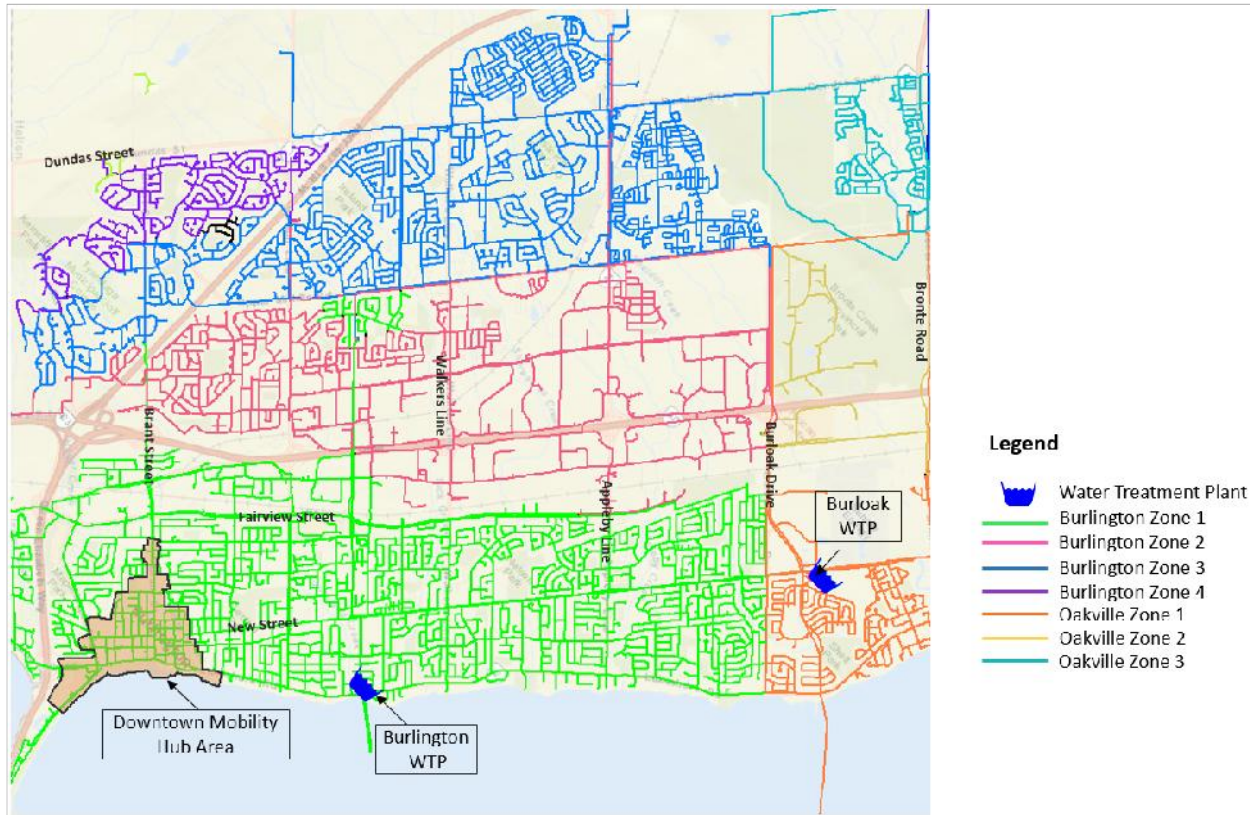 Dundas Street
Bronte Road
Walkers Line
Brant Street
Burloak Drive
Appleby Line
Fairview Street
Burloak
WTP
New Street
Downtown Mobility
Hub Area
Burlington
WTP
Legend
Water Treatment Plant
Burlington Zone 1
Burlington Zone 2
Burlington Zone 3
Burlington Zone 4
Oakville Zone 1
Oakville Zone 2
Oakville Zone 3